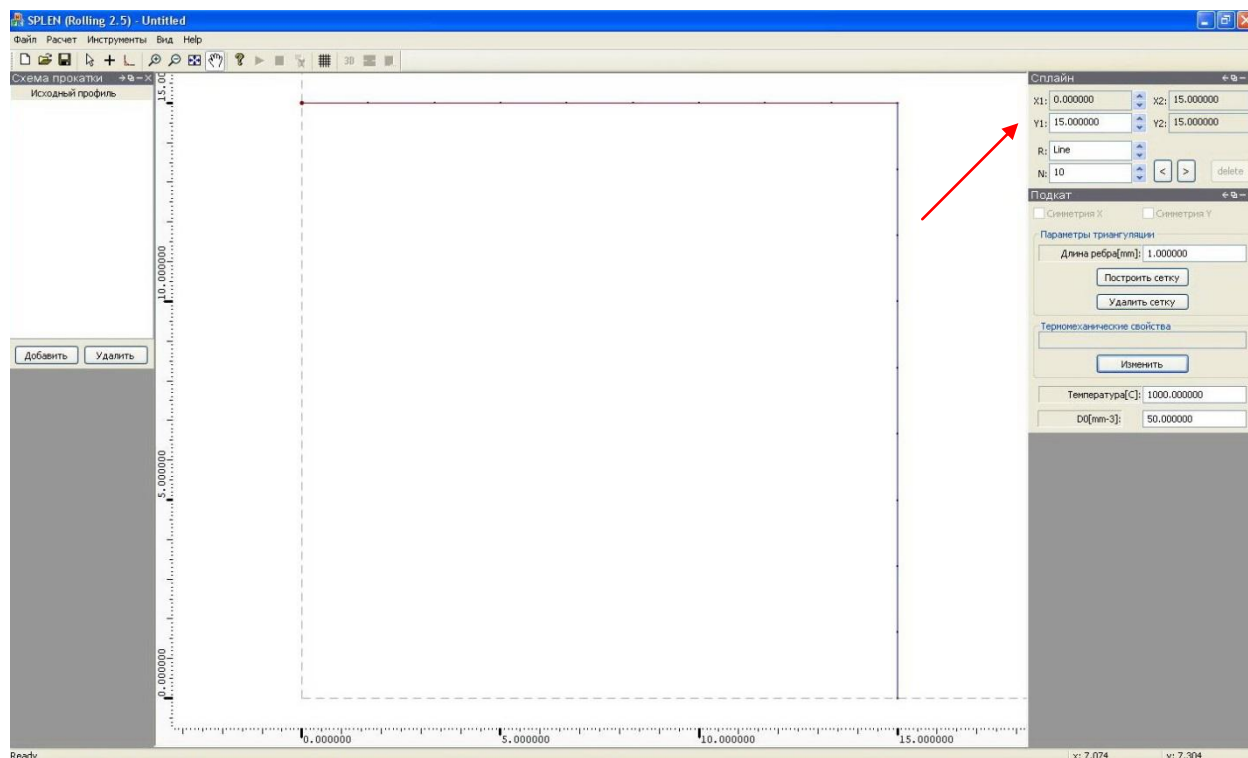 SPLEN (Rolling 2.5) - Untitled
Файл Расчет Инструменты Вид Help
3D
Схема прокатки
Исходный профиль
Добавить Удалить
15.00
10.000000
5.000000
0.000000
0.000000 5.000000 10.000000 15.000000
Сплайн
X1: 0.000000 X2: 15.000000
Y1: 15.000000 Y2: 15.000000
R: Line
N: 10 < > delete
Подкат
Симметрия X Симметрия Y
Параметры триангуляции
Длина ребра[mm]: 1.000000
Построить сетку
Удалить сетку
Термомеханические свойства
Изменить
Температура[C]: 1000.000000
D0[mm-3]: 50.000000
Ready x: 7.074 y: 7.304